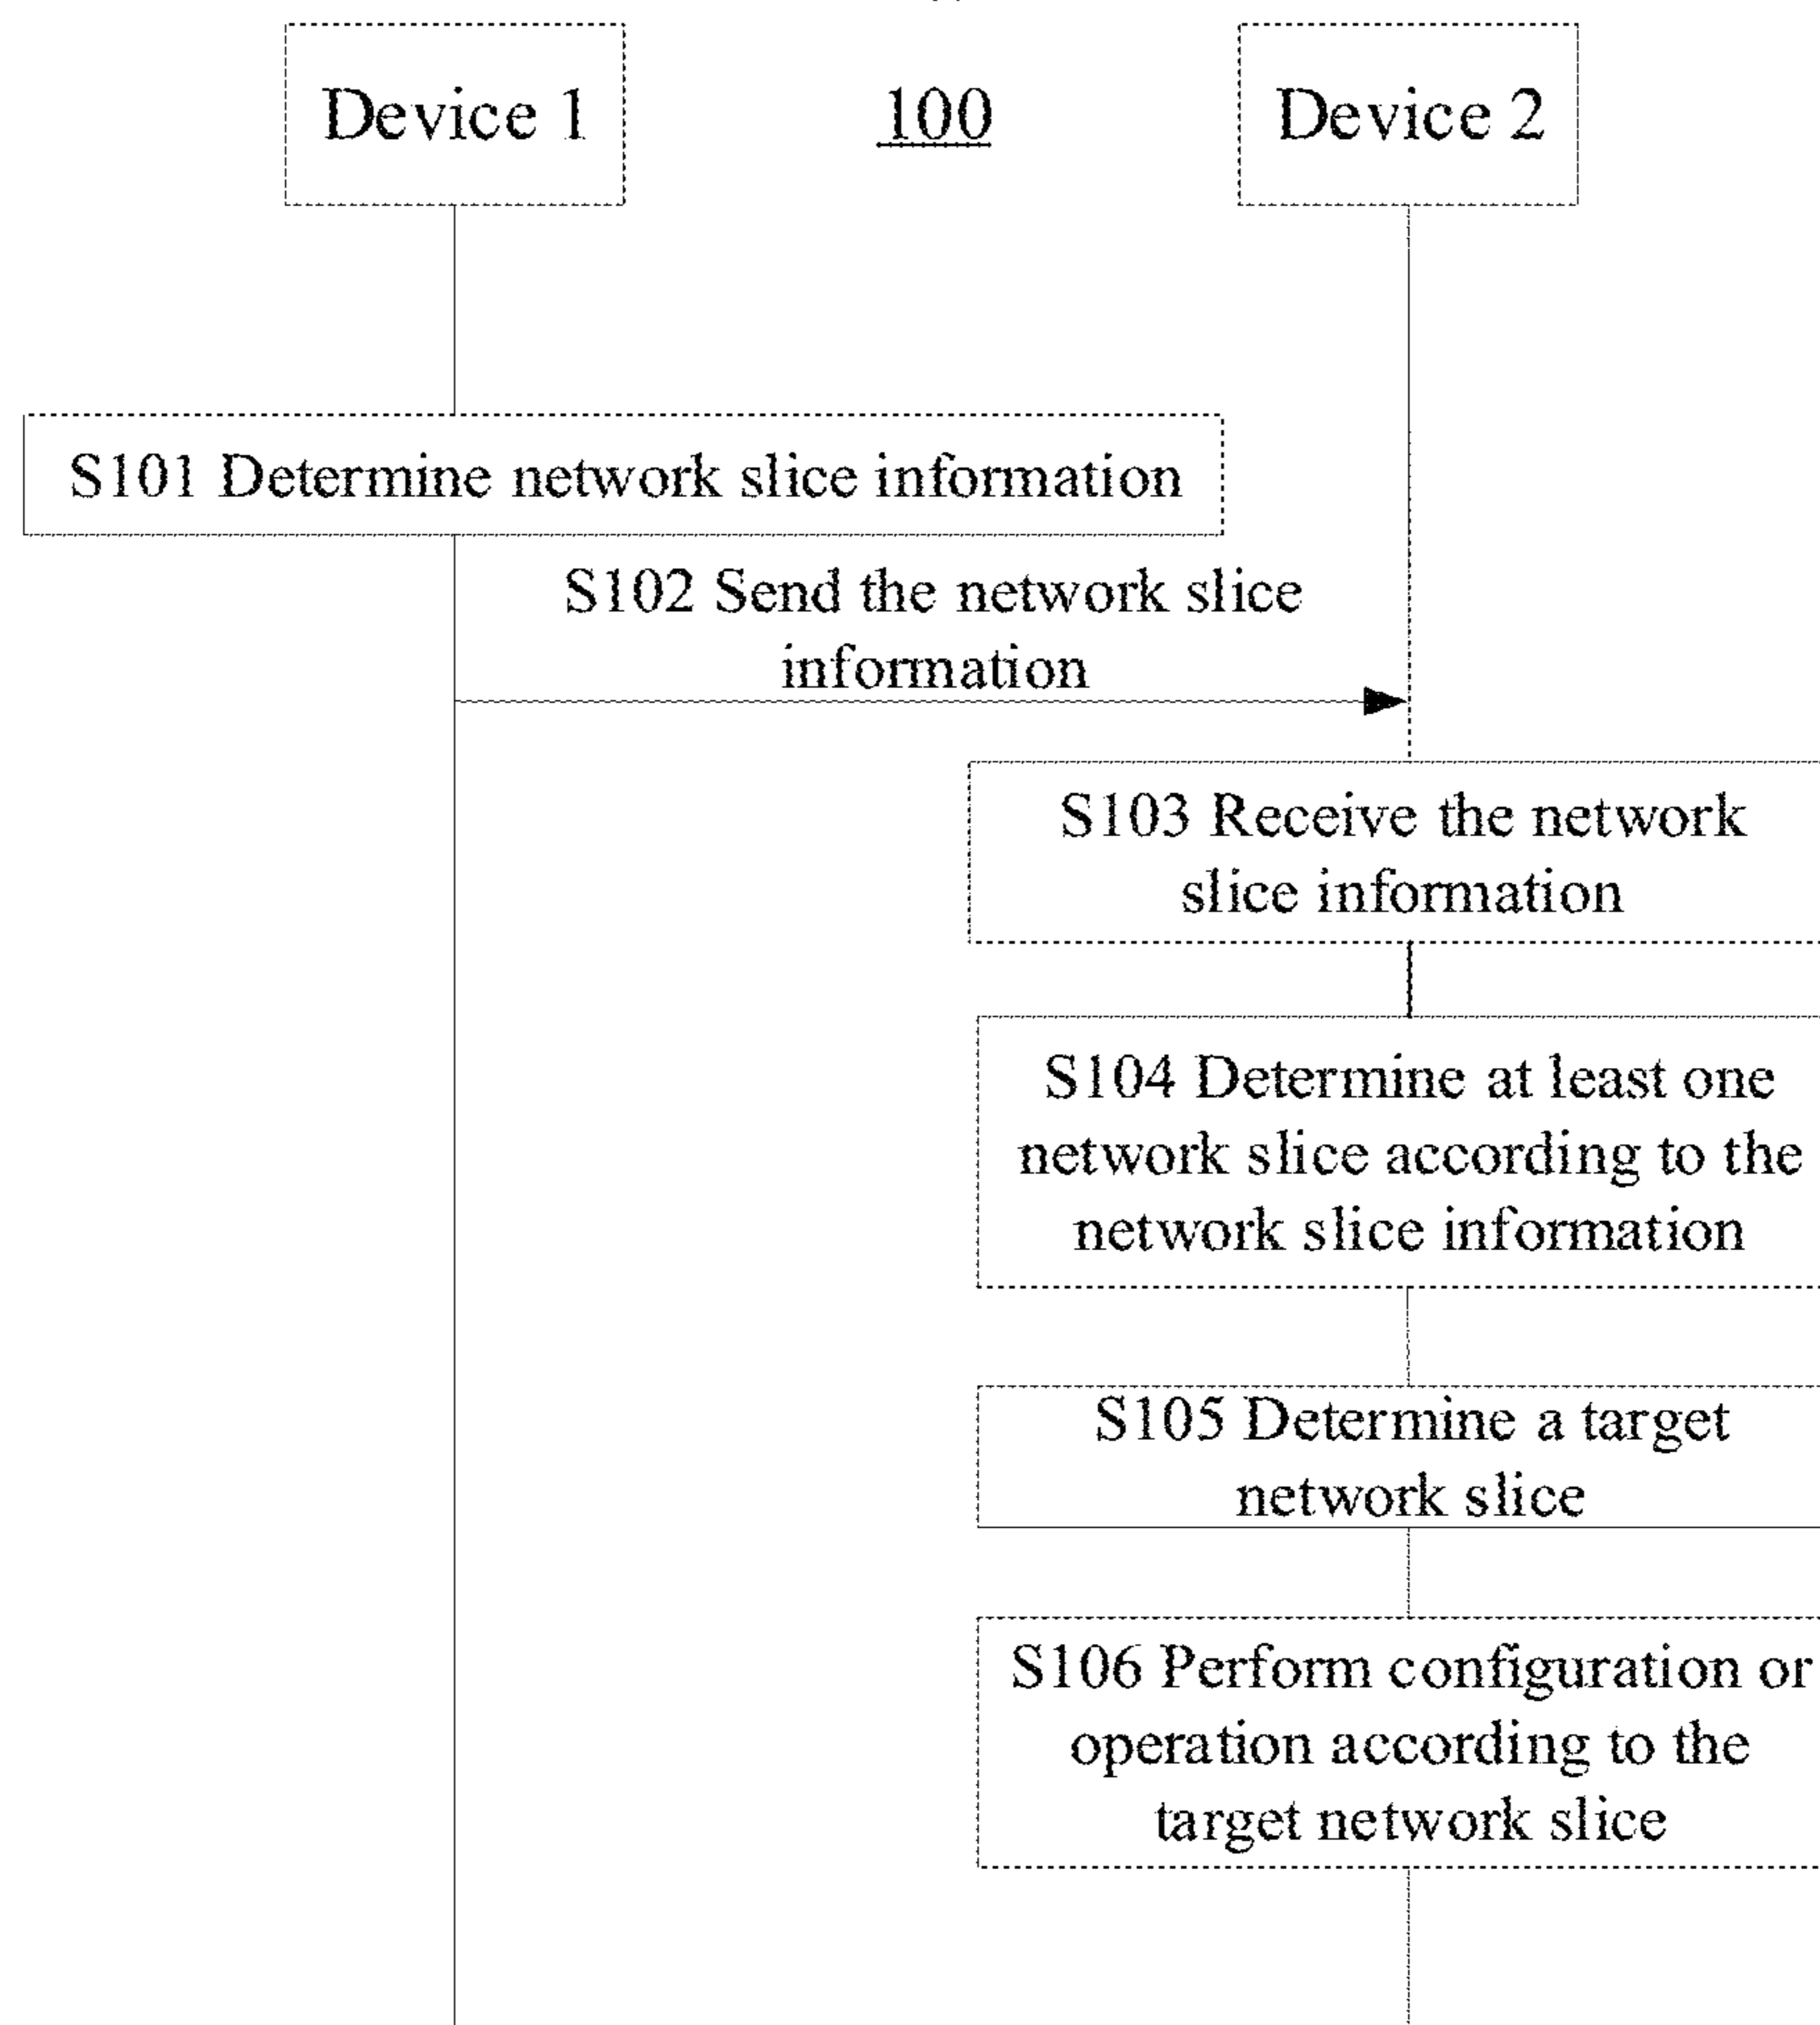 Device 1
100
Device 2
S101 Determine network slice information
S102 Send the network slice
information
S103 Receive the network
slice information
S104 Determine at least one
network slice according to the
network slice information
S105 Determine a target
network slice
S106 Perform configuration or
operation according to the
target network slice